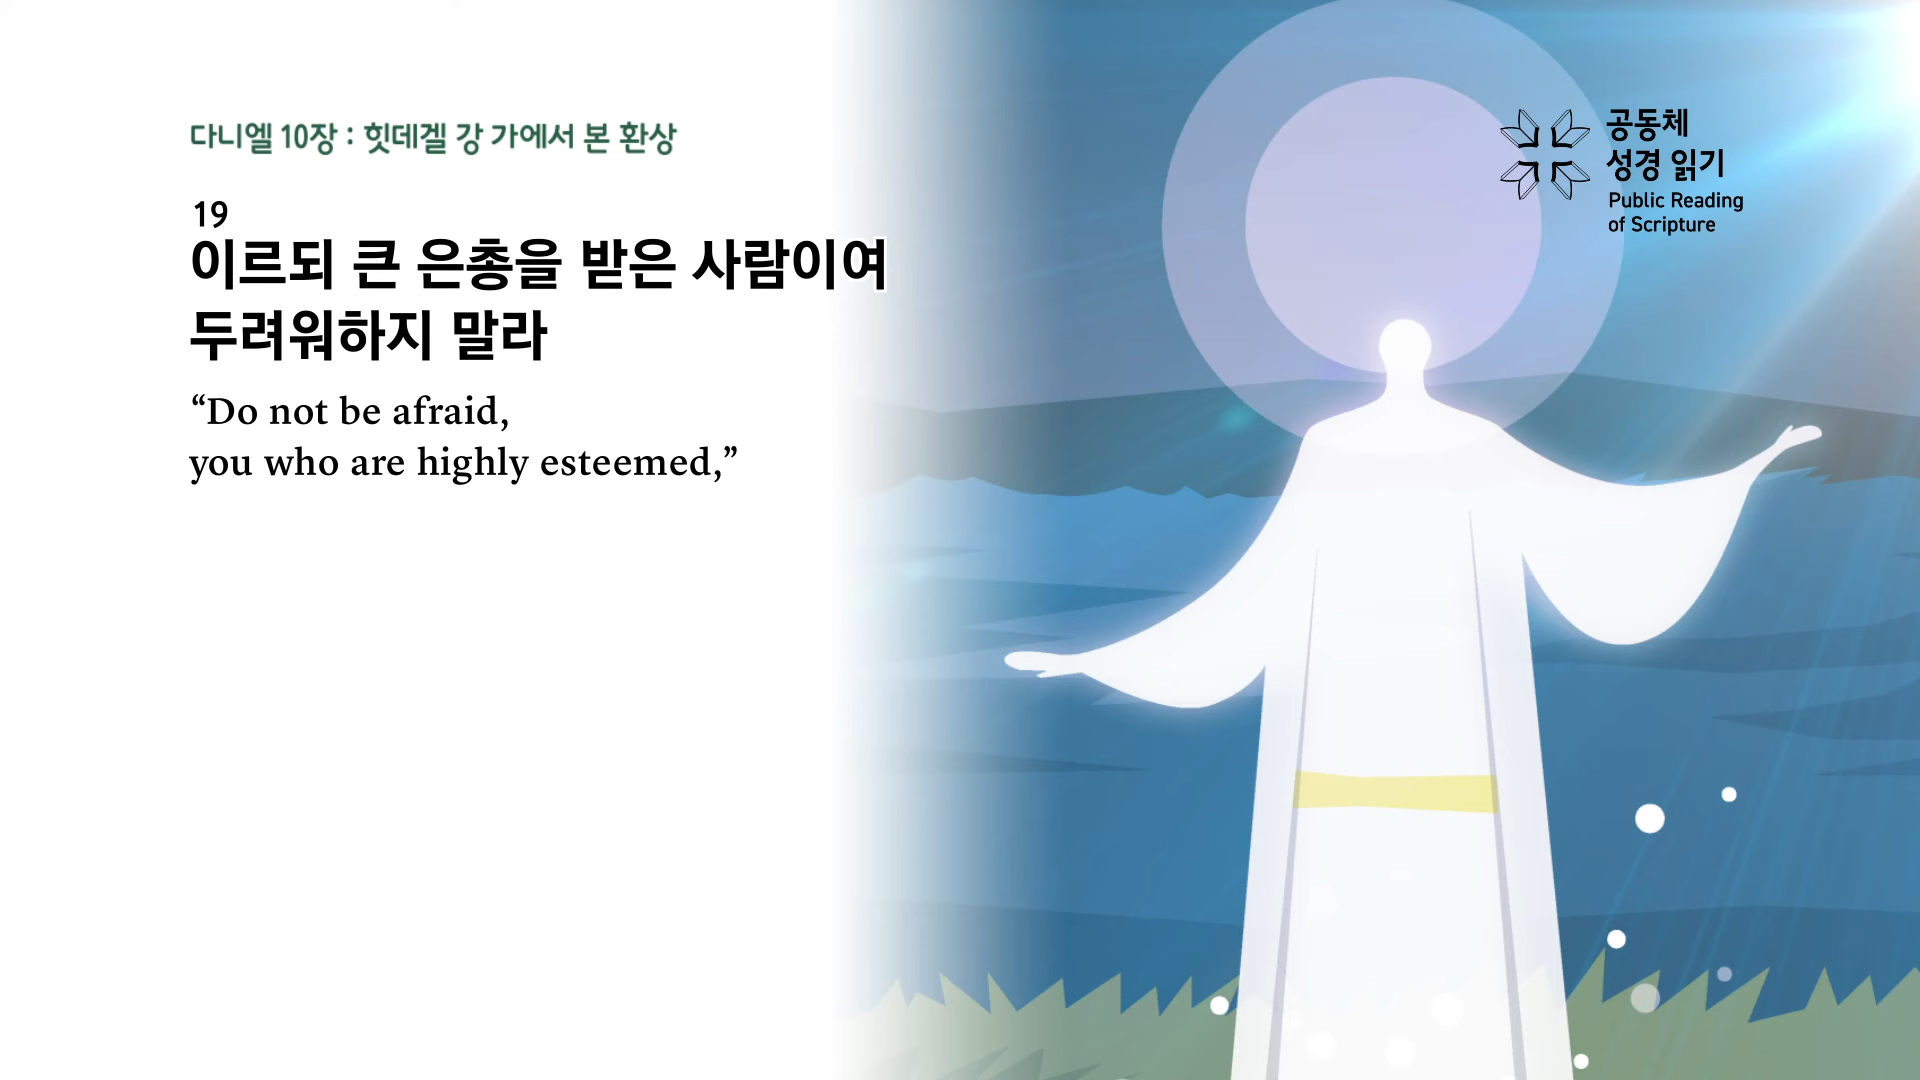 다니엘 10장 : 힛데겔 강 가에서 본 환상
19
이르되 큰 은총을 받은 사람이여
두려워하지 말라
“Do not be afraid,
you who are highly esteemed,”
공동체
성경 읽기
Public Reading
of Scripture